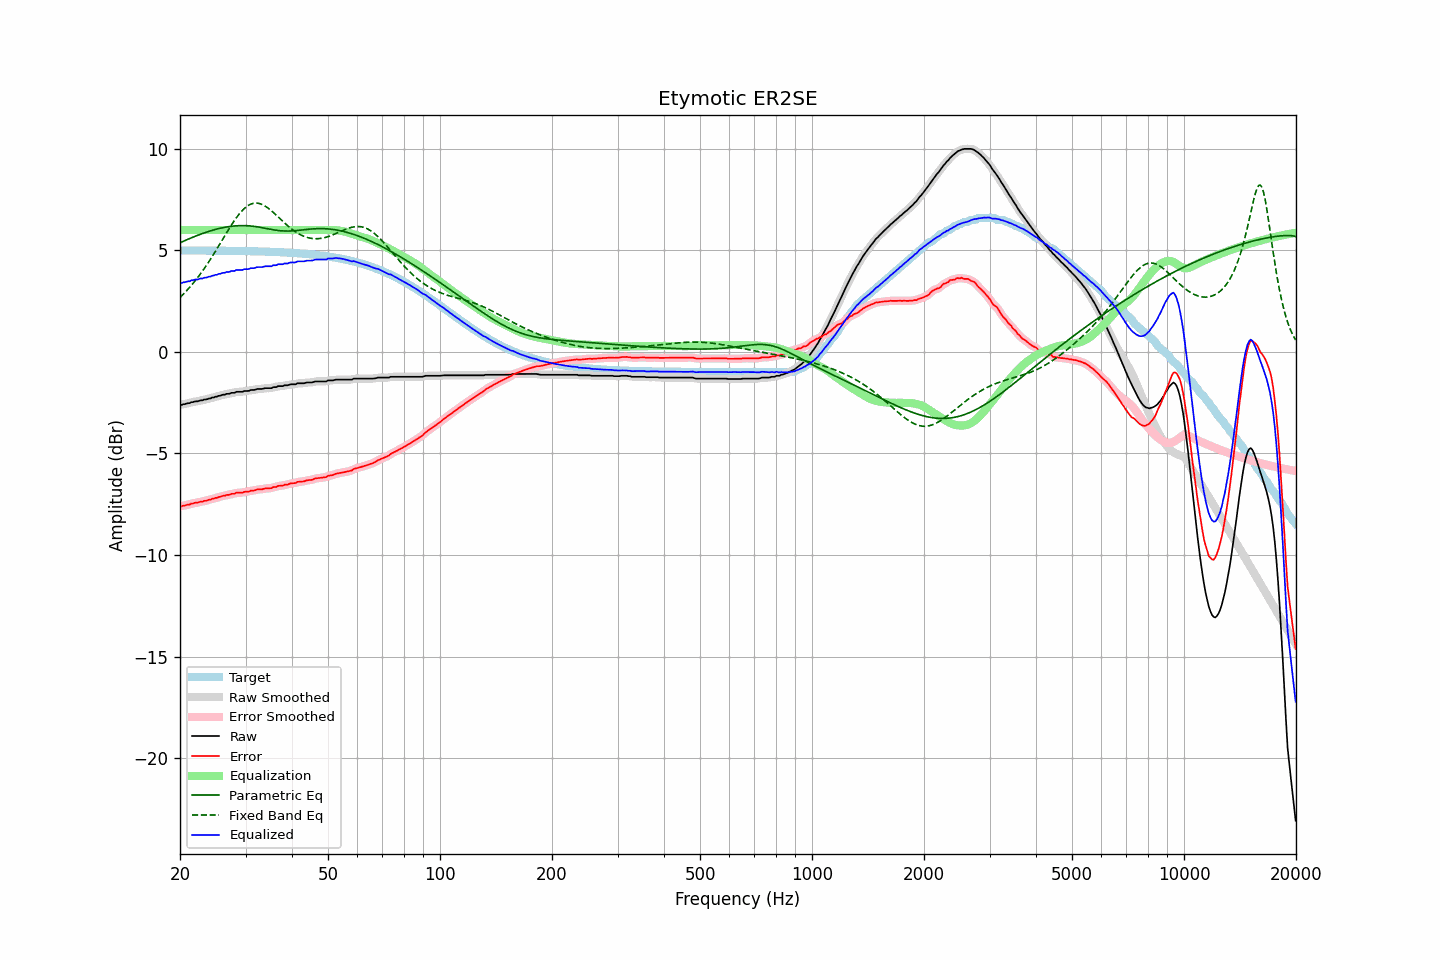 Etymotic ER2SE
Amplitude (dBr)
10
5
0
−5
−10
−15
−20
Target
Raw Smoothed
Error Smoothed
Raw
Error
Equalization
Parametric Eq
Fixed Band Eq
Equalized
20 50 100 200 500 1000 2000 5000 10000 20000
Frequency (Hz)